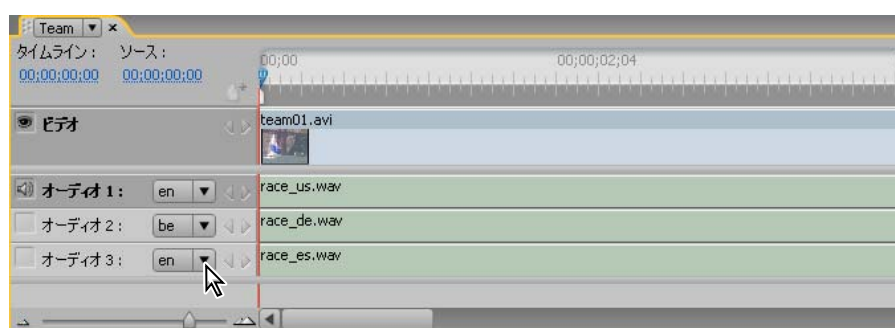 Team
タイムライン： ソース：
00;00;00;00 00;00;00;00
00;00 00;00;02;04
ビデオ
team01.avi
オーディオ 1： en
race_us.wav
オーディオ 2： be
race_de.wav
オーディオ 3： en
race_es.wav